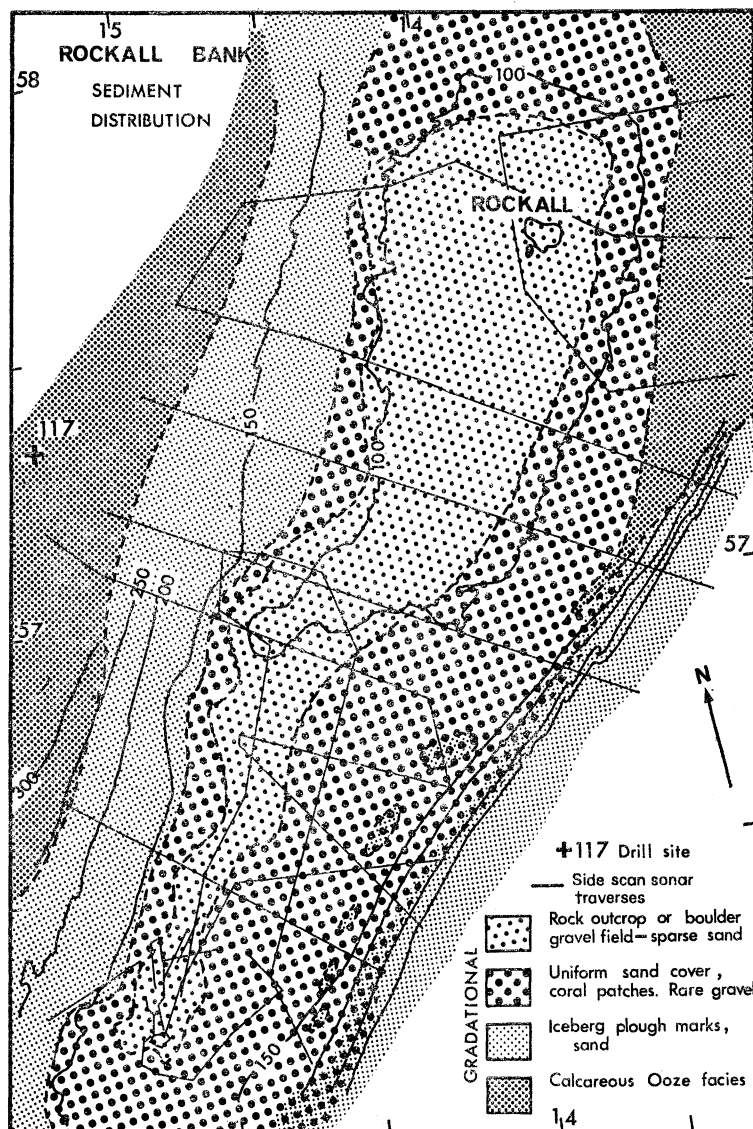 15
14
ROCKALL BANK
58
SEDIMENT
DISTRIBUTION
100
ROCKALL
150
117
100
57
250
200
57
N
300
+117 Drill site
Side scan sonar
traverses
Rock outcrop or boulder
gravel field-sparse sand
Uniform sand cover,
coral patches. Rare gravel
Iceberg plough marks,
sand
GRADATIONAL
150
Calcareous Ooze facies
14